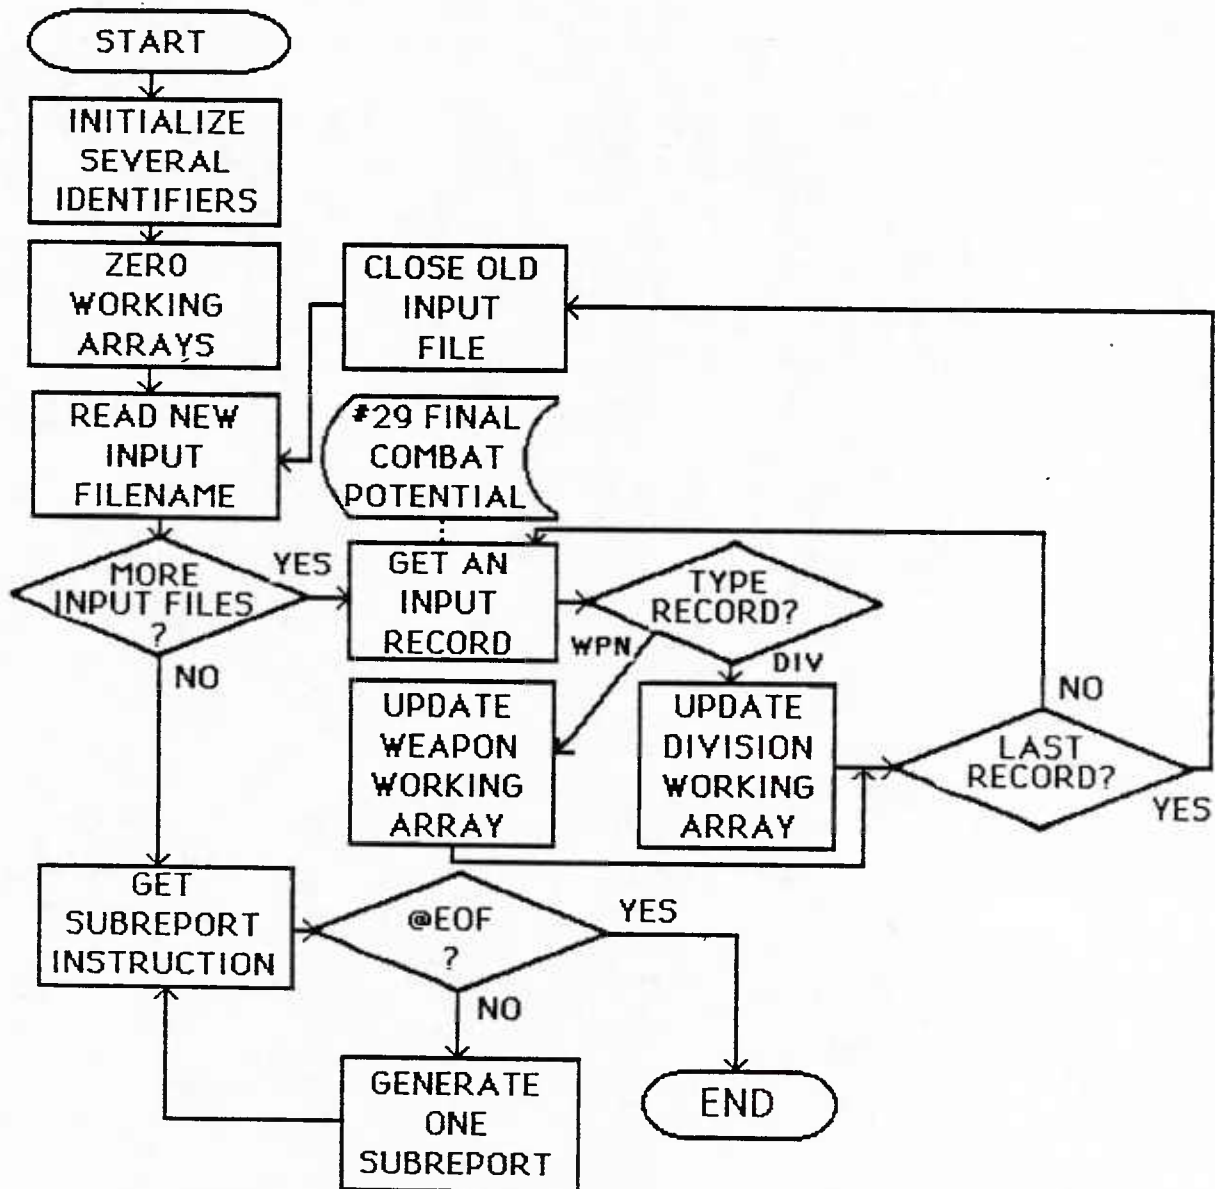 START
INITIALIZE
SEVERAL
IDENTIFIERS
ZERO
WORKING
ARRAYS
CLOSE OLD
INPUT
FILE
READ NEW
INPUT
FILENAME
#29 FINAL
COMBAT
POTENTIAL
MORE
INPUT FILES
?
YES
NO
GET AN
INPUT
RECORD
TYPE
RECORD?
WPN
DIV
UPDATE
WEAPON
WORKING
ARRAY
UPDATE
DIVISION
WORKING
ARRAY
LAST
RECORD?
NO
YES
GET
SUBREPORT
INSTRUCTION
@EOF
?
YES
NO
GENERATE
ONE
SUBREPORT
END